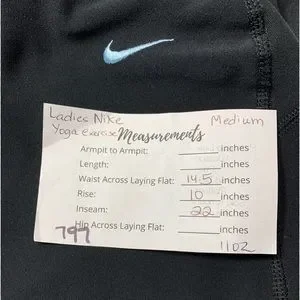 Ladies Nike Medium
Yoga exercise Measurements
Armpit to Armpit: inches
Length: inches
Waist Across Laying Flat: 14.5 inches
Rise: 10 inches
Inseam: 22 inches
Hip Across Laying Flat: inches
797
1102